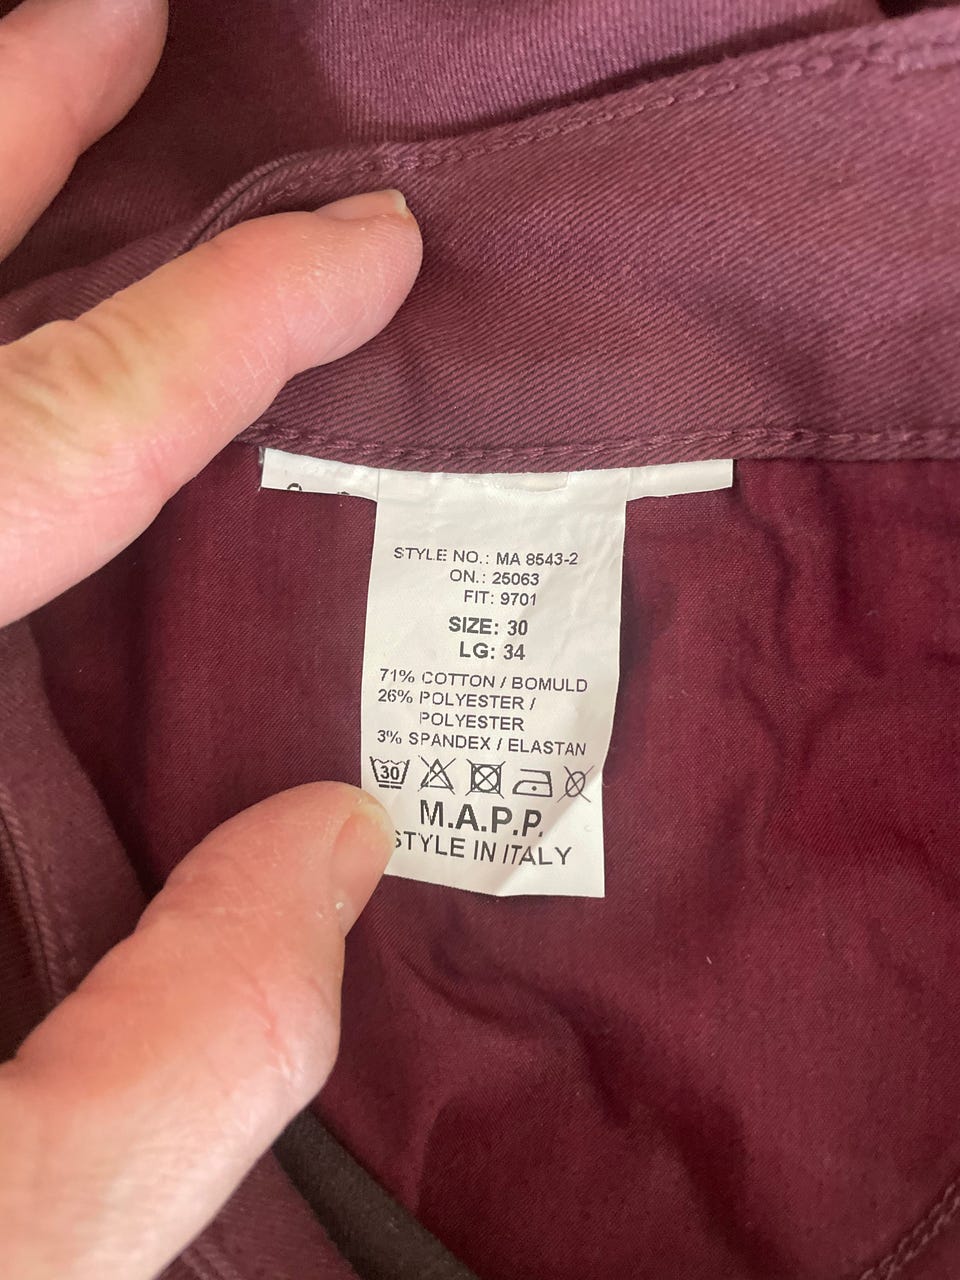 STYLE NO.: MA 8543-2
ON.: 25063
FIT: 9701
SIZE: 30
LG: 34
71% COTTON / BOMULD
26% POLYESTER /
POLYESTER
3% SPANDEX / ELASTAN
30
M.A.P.P.
STYLE IN ITALY